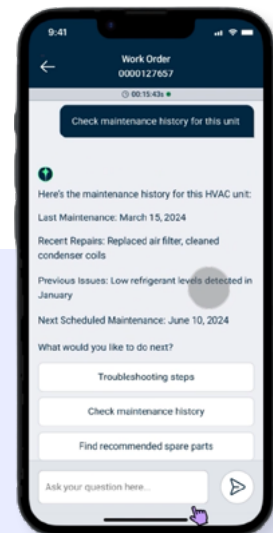 9:41
Work Order
0000127657
00:15:43s
Check maintenance history for this unit
Here's the maintenance history for this HVAC unit:
Last Maintenance: March 15, 2024
Recent Repairs: Replaced air filter, cleaned
condenser coils
Previous Issues: Low refrigerant levels detected in
January
Next Scheduled Maintenance: June 10, 2024
What would you like to do next?
Troubleshooting steps
Check maintenance history
Find recommended spare parts
Ask your question here...